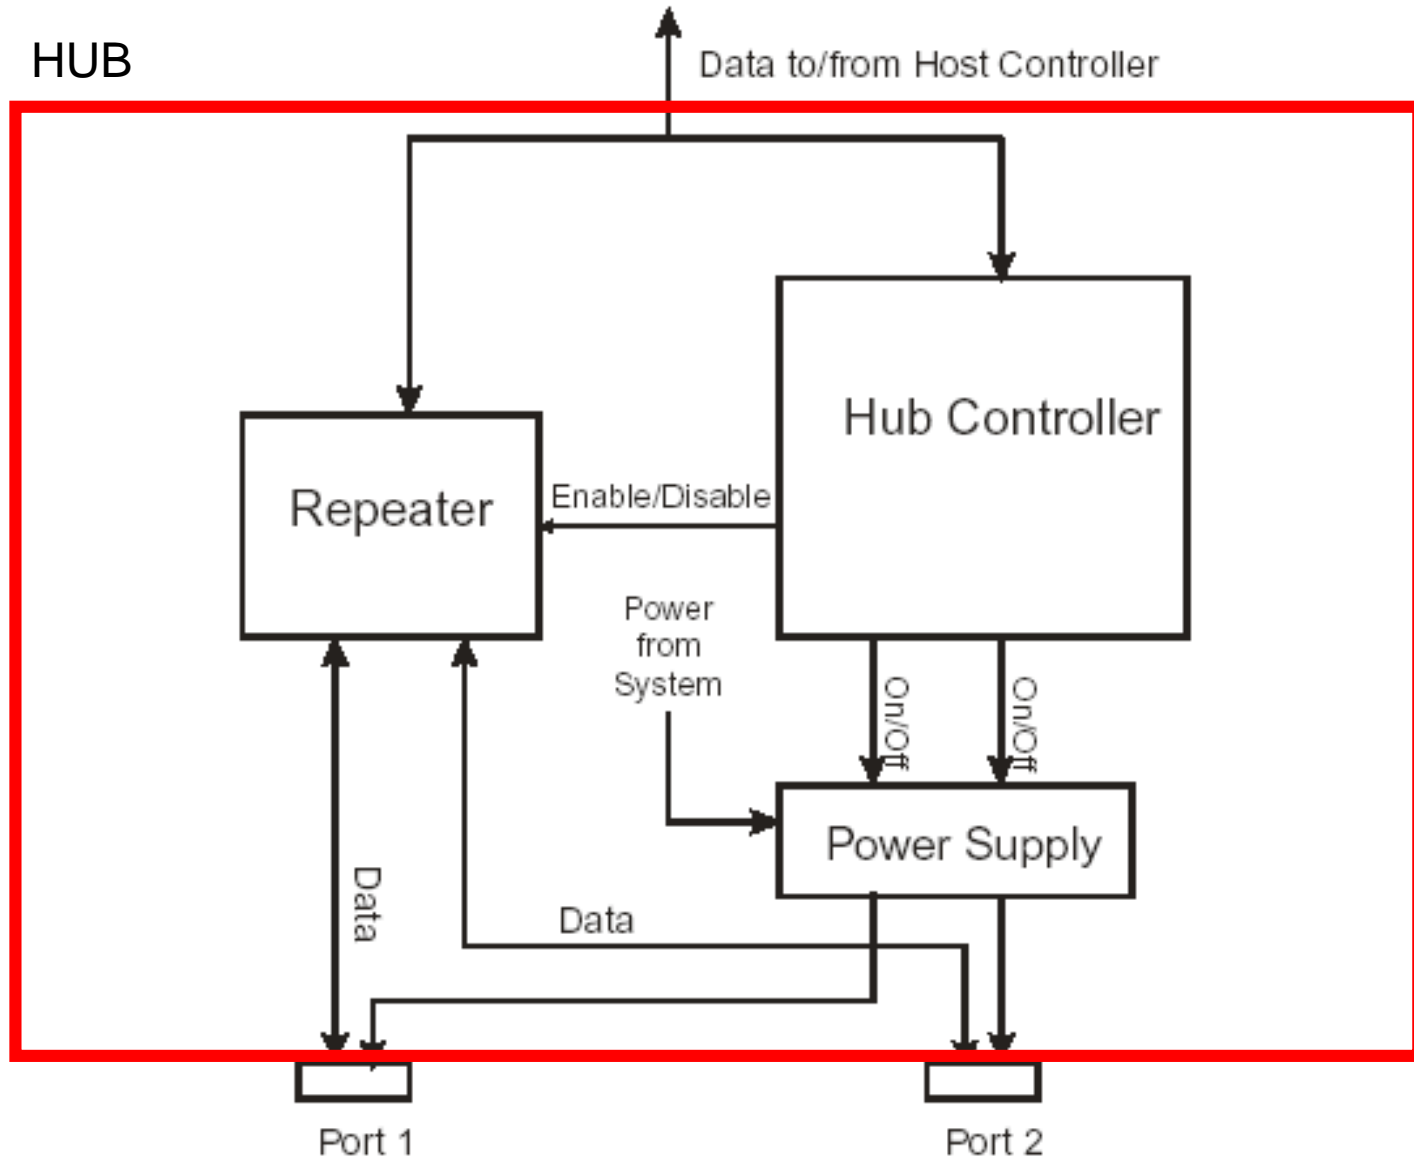 HUB
Data to/from Host Controller
Hub Controller
Repeater
Enable/Disable
Power
from
System
On/Off
On/Off
Power Supply
Data
Data
Port 1
Port 2